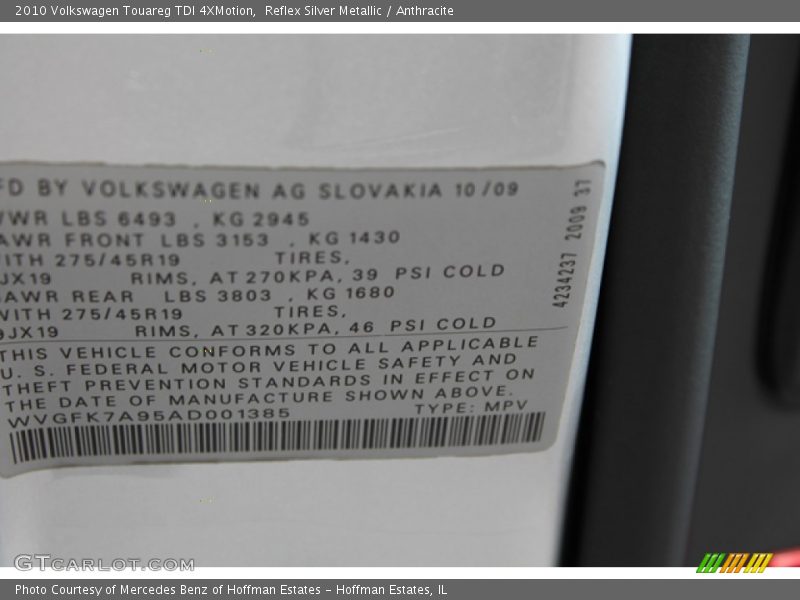 2010 Volkswagen Touareg TDI 4XMotion, Reflex Silver Metallic / Anthracite
FD BY VOLKSWAGEN AG SLOVAKIA 10/09
VWR LBS 6493 , KG 2945
AWR FRONT LBS 3153 , KG 1430
WITH 275/45R19 TIRES,
JX19 RIMS, AT 270KPA, 39 PSI COLD
AWR REAR LBS 3803 , KG 1680
WITH 275/45R19 TIRES,
9JX19 RIMS, AT 320KPA, 46 PSI COLD
THIS VEHICLE CONFORMS TO ALL APPLICABLE
U. S. FEDERAL MOTOR VEHICLE SAFETY AND
THEFT PREVENTION STANDARDS IN EFFECT ON
THE DATE OF MANUFACTURE SHOWN ABOVE.
WVGFK7A95AD001385 TYPE: MPV
4234237 2009 37
GTCARLOT.COM
Photo Courtesy of Mercedes Benz of Hoffman Estates - Hoffman Estates, IL